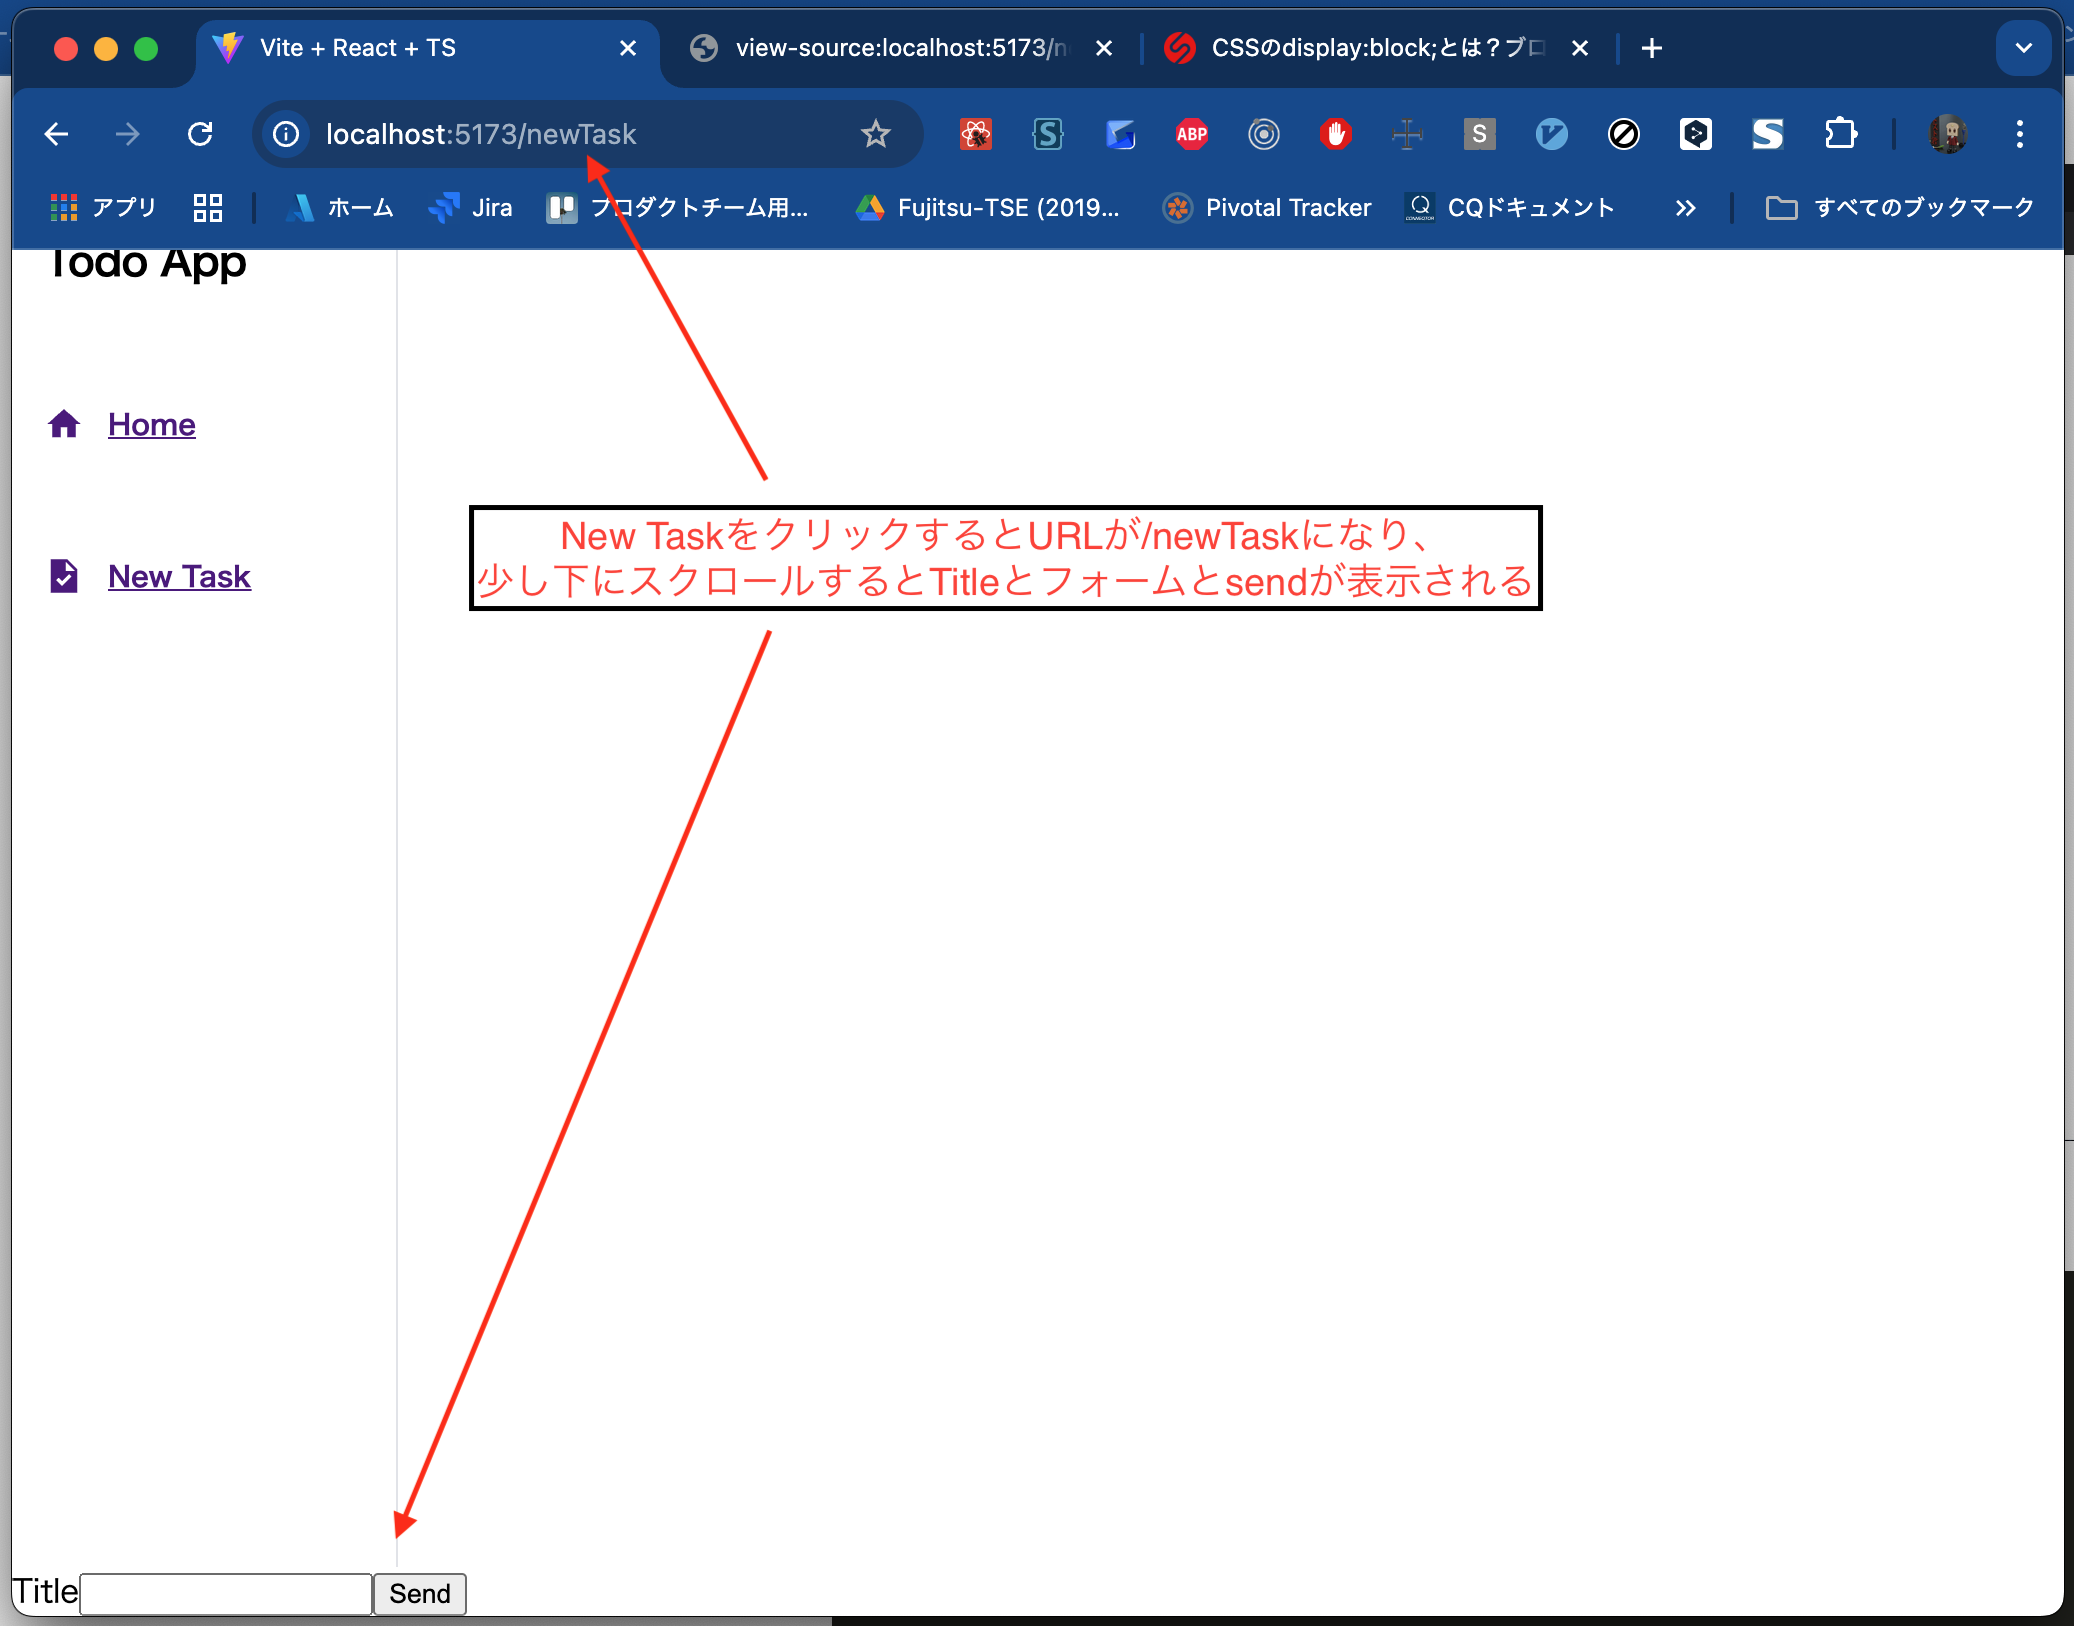 Vite + React + TS
view-source:localhost:5173/n
CSSのdisplay:block;とは？ブロ
localhost:5173/newTask
ABP
S
アプリ
ホーム
Jira
プロダクトチーム用...
Fujitsu-TSE (2019...
Pivotal Tracker
CQドキュメント
すべてのブックマーク
Todo App
Home
New Task
New TaskをクリックするとURLが/newTaskになり、
少し下にスクロールするとTitleとフォームとsendが表示される
Title
Send